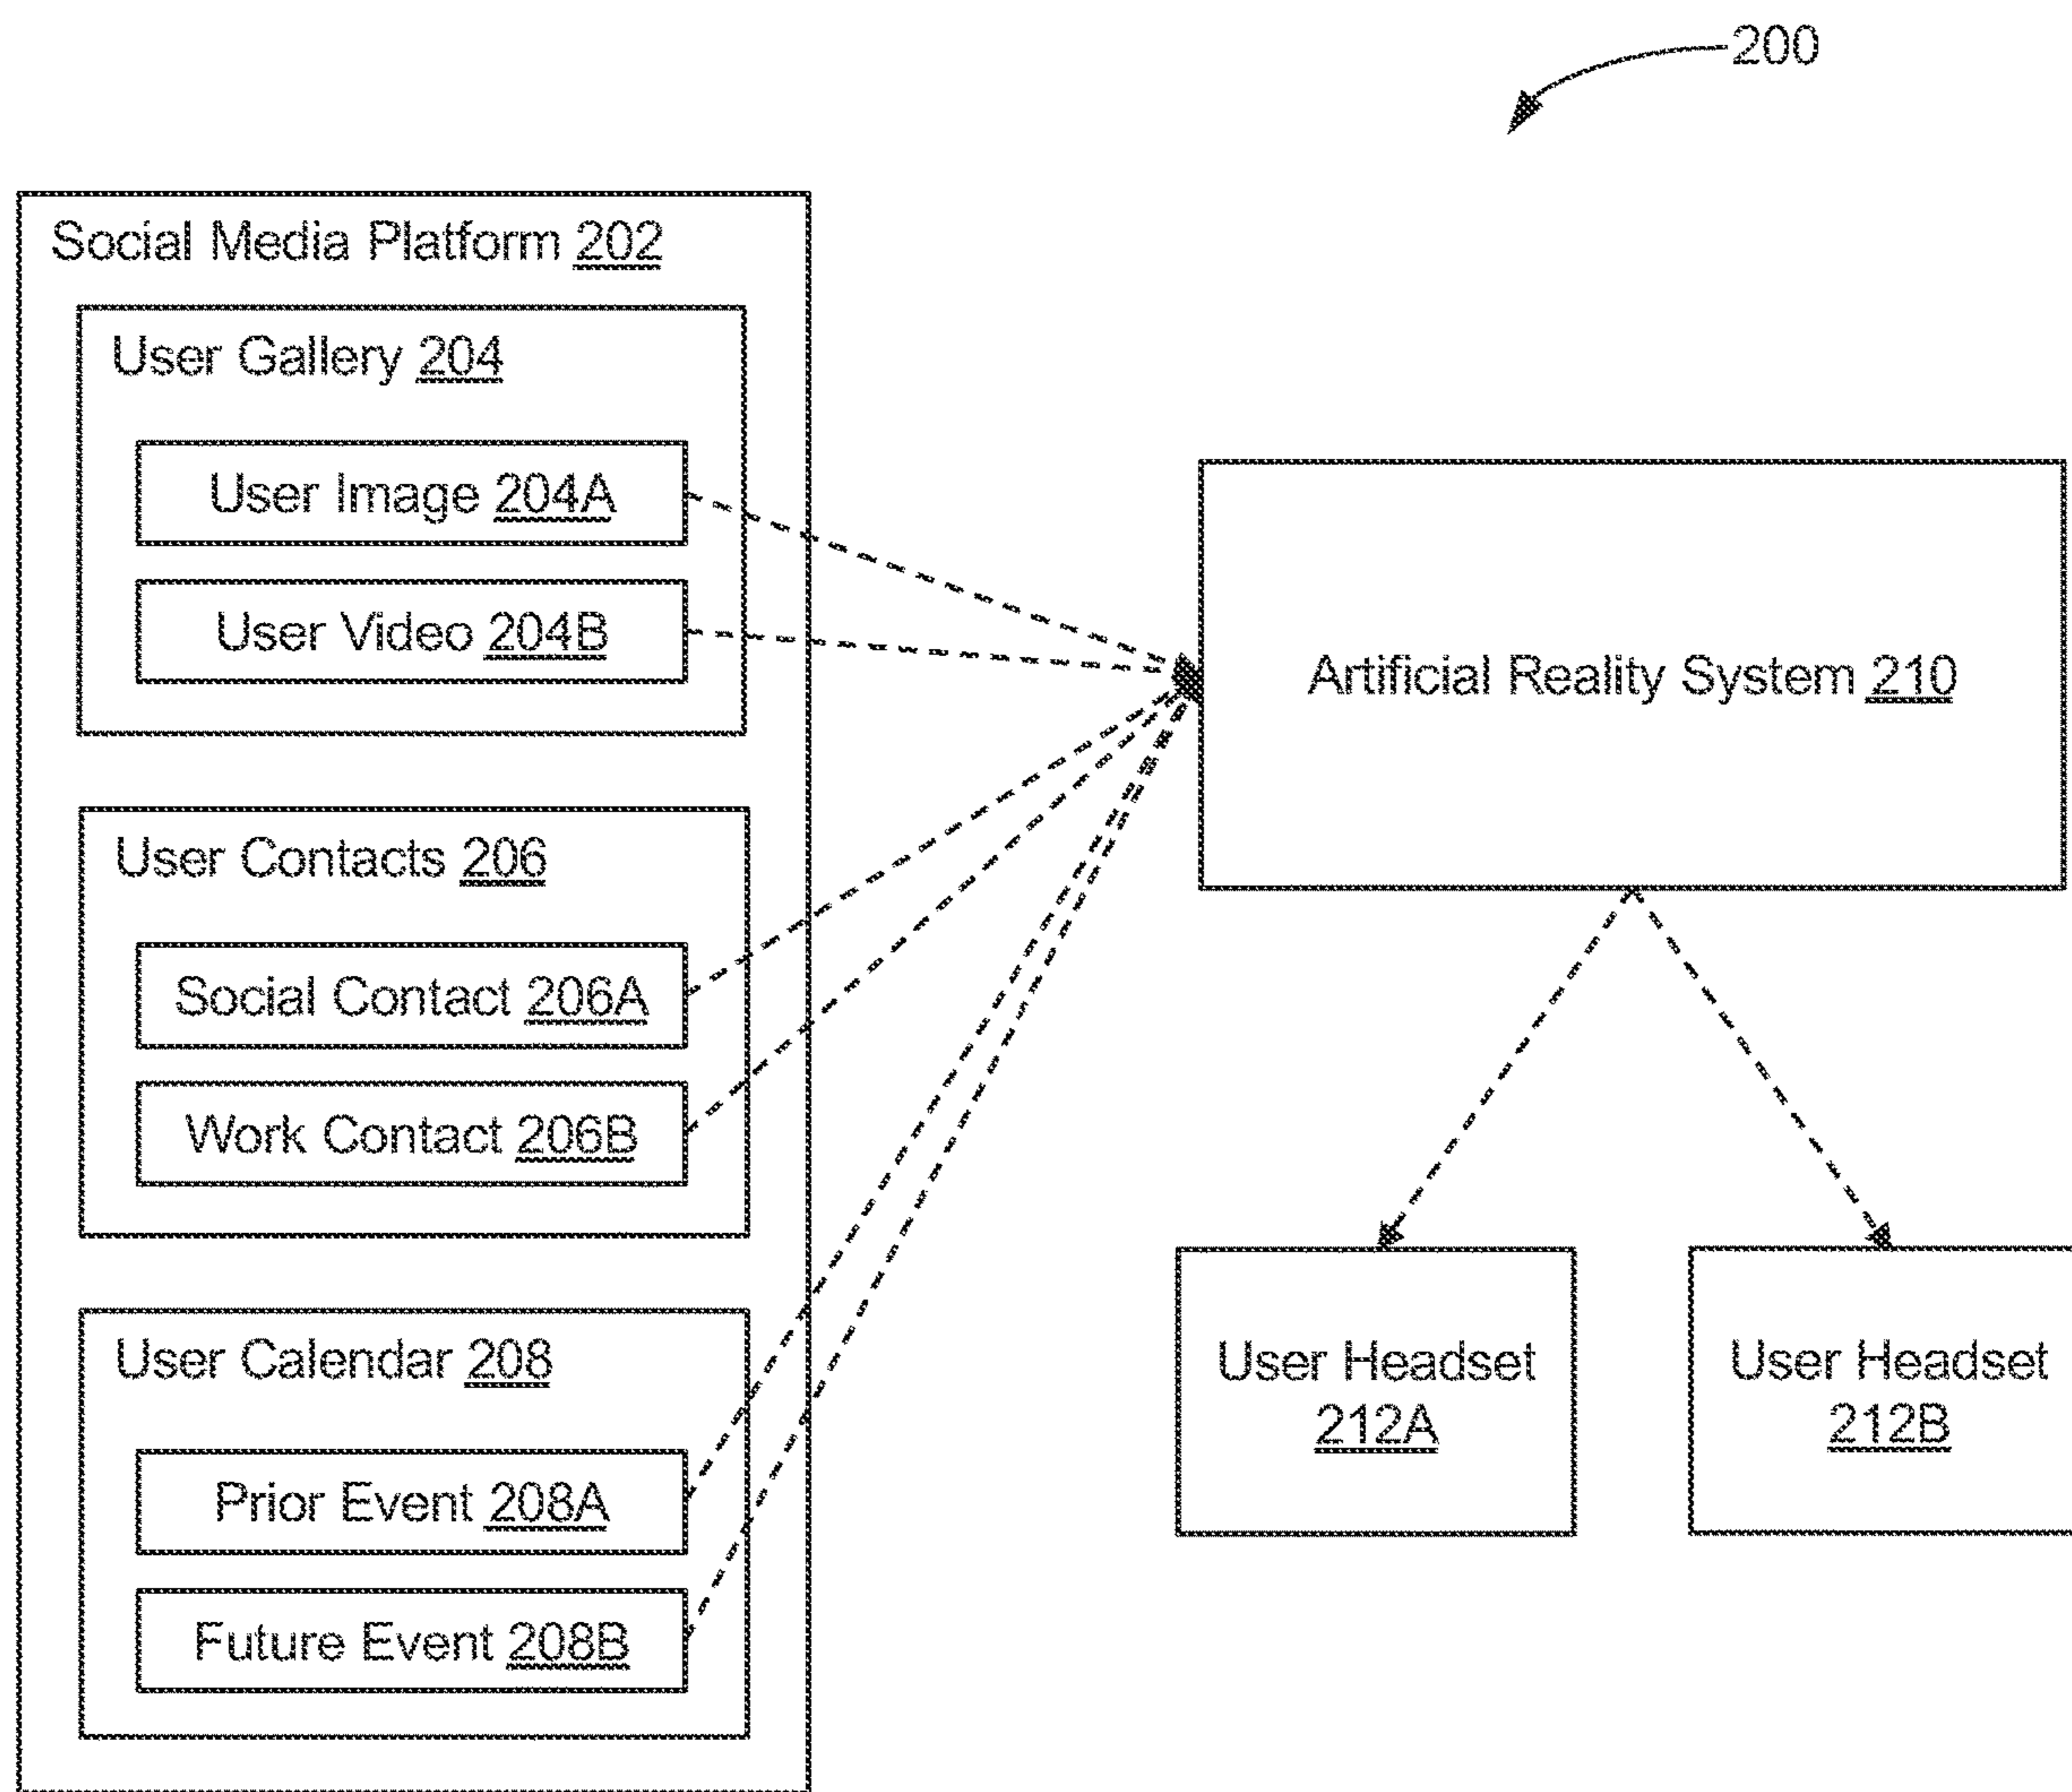 200
Social Media Platform 202
User Gallery 204
User Image 204A
User Video 204B
User Contacts 206
Social Contact 206A
Work Contact 206B
User Calendar 208
Prior Event 208A
Future Event 208B
Artificial Reality System 210
User Headset
212A
User Headset
212B